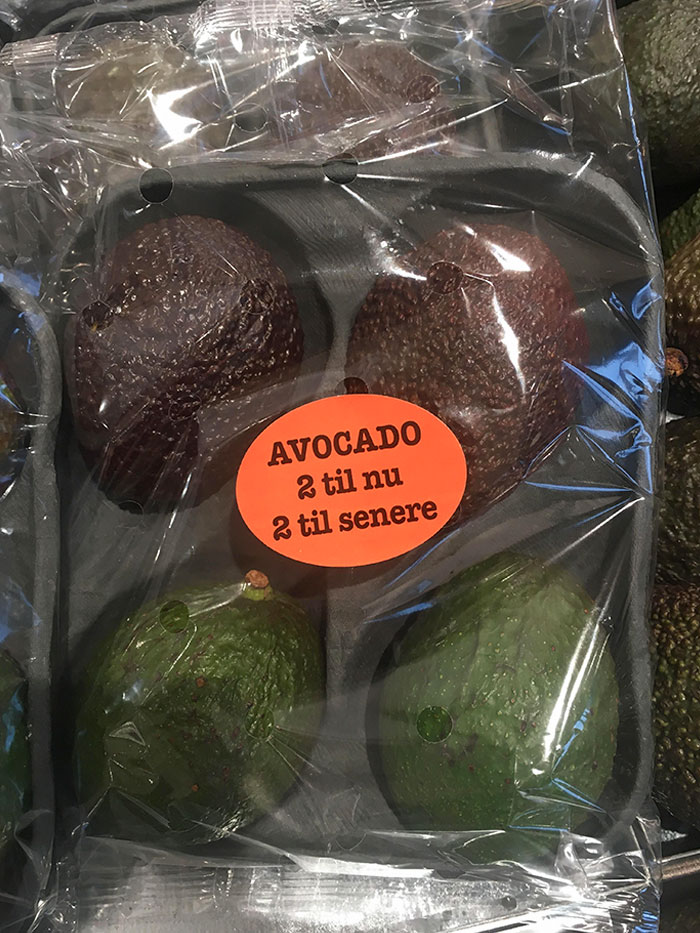 AVOCADO
2 til nu
2 til senere